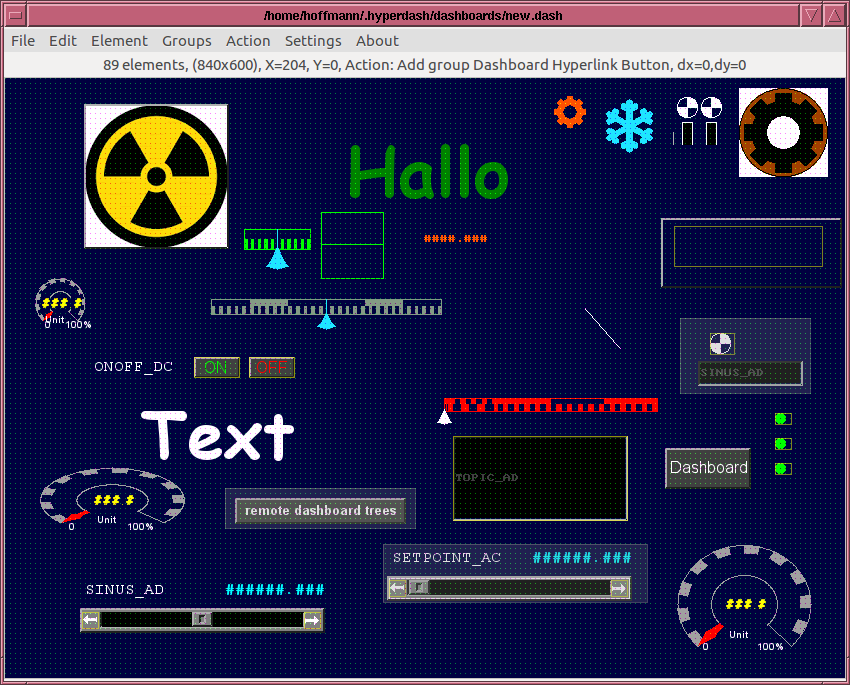 /home/hoffmann/.hyperdash/dashboards/new.dash
File Edit Element Groups Action Settings About
89 elements, (840x600), X=204, Y=0, Action: Add group Dashboard Hyperlink Button, dx=0,dy=0
Hallo
####.###
###.#
Unit
0 100%
ONOFF_DC ON O
SINUS_AD
Text
TOPIC_AD
Dashboard
###.#
Unit
0 100%
remote dashboard trees
SETPOINT_AC ######.###
SINUS_AD ######.###
###.#
Unit
0 100%